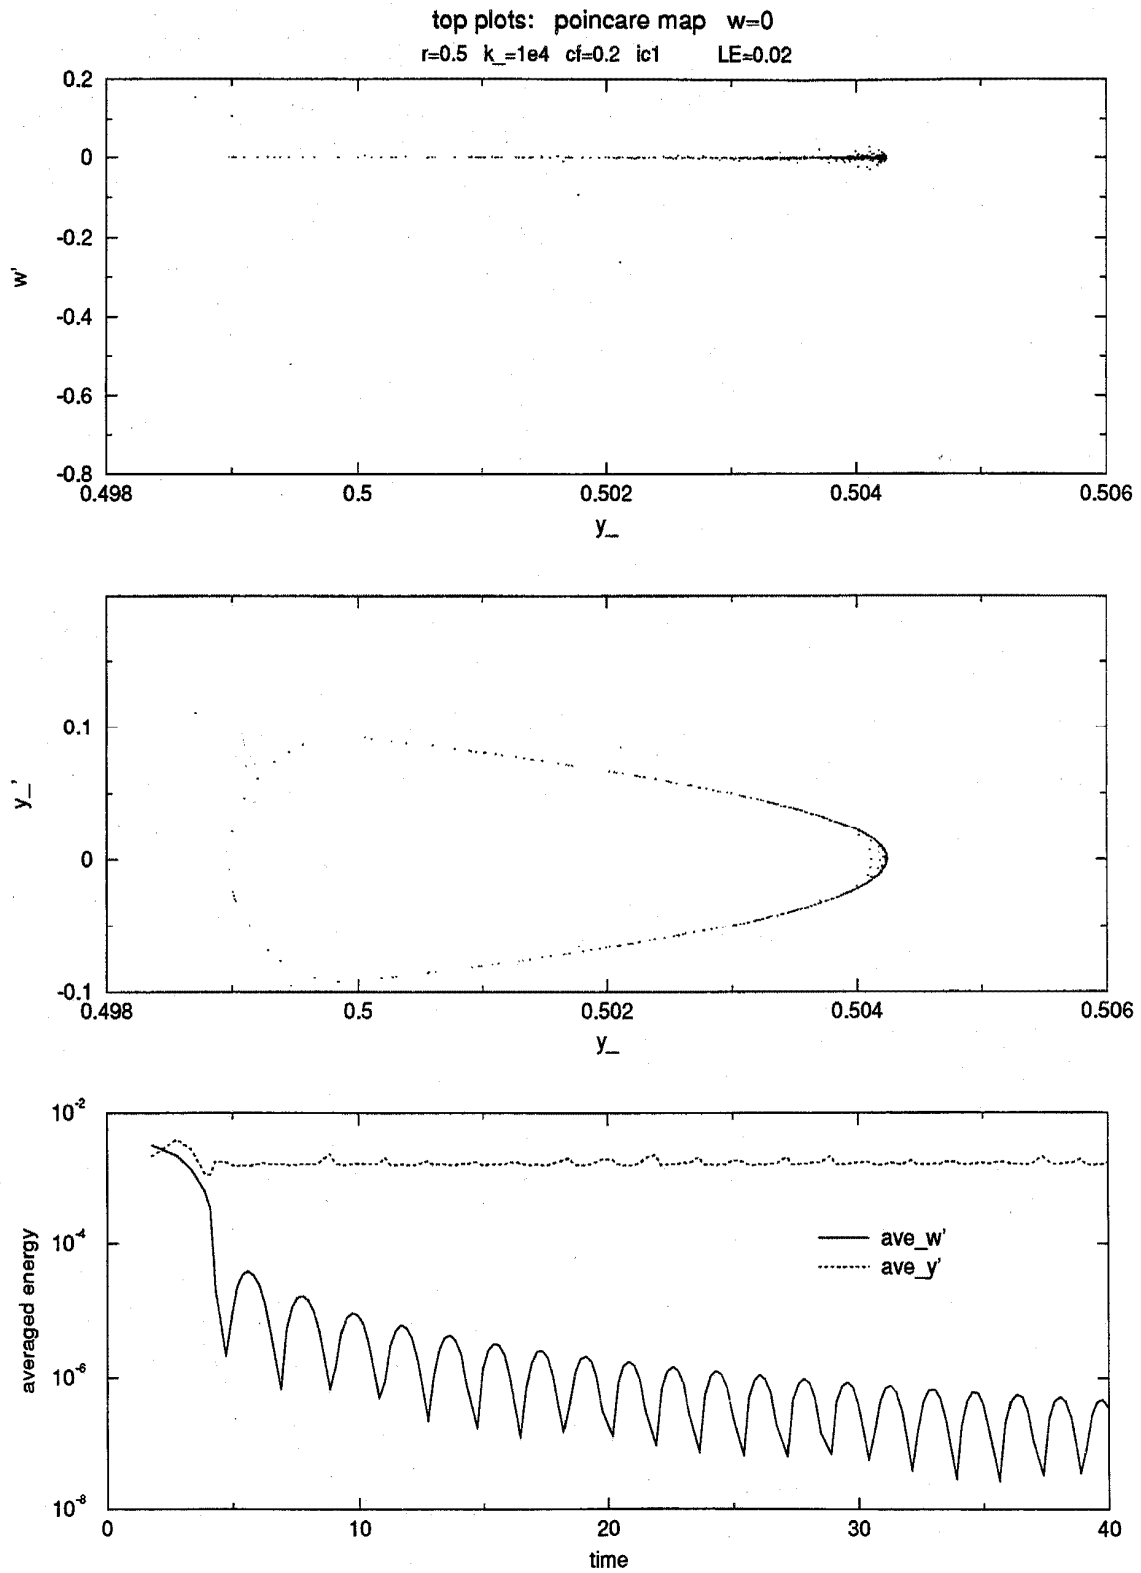 top plots: poincare map w=0
r=0.5 k_=1e4 cf=0.2 ic1 LE=0.02
0.2
0
-0.2
-0.4
-0.6
-0.8
w'
0.498 0.5 0.502 0.504 0.506
y_
0.1
0
-0.1
y_'
0.498 0.5 0.502 0.504 0.506
y_
10^-2
10^-4
10^-6
10^-8
averaged energy
ave_w'
ave_y'
0 10 20 30 40
time